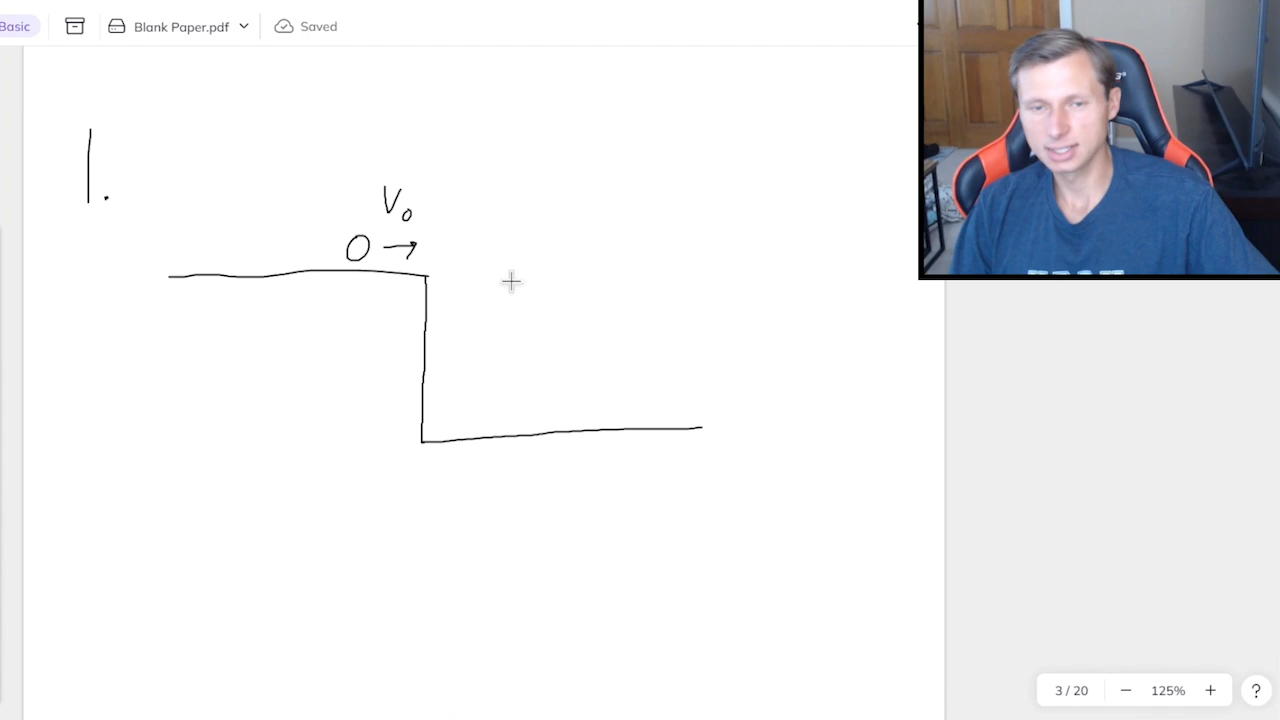 Basic
Blank Paper.pdf
Saved
1.
V₀
3 / 20
125%
?